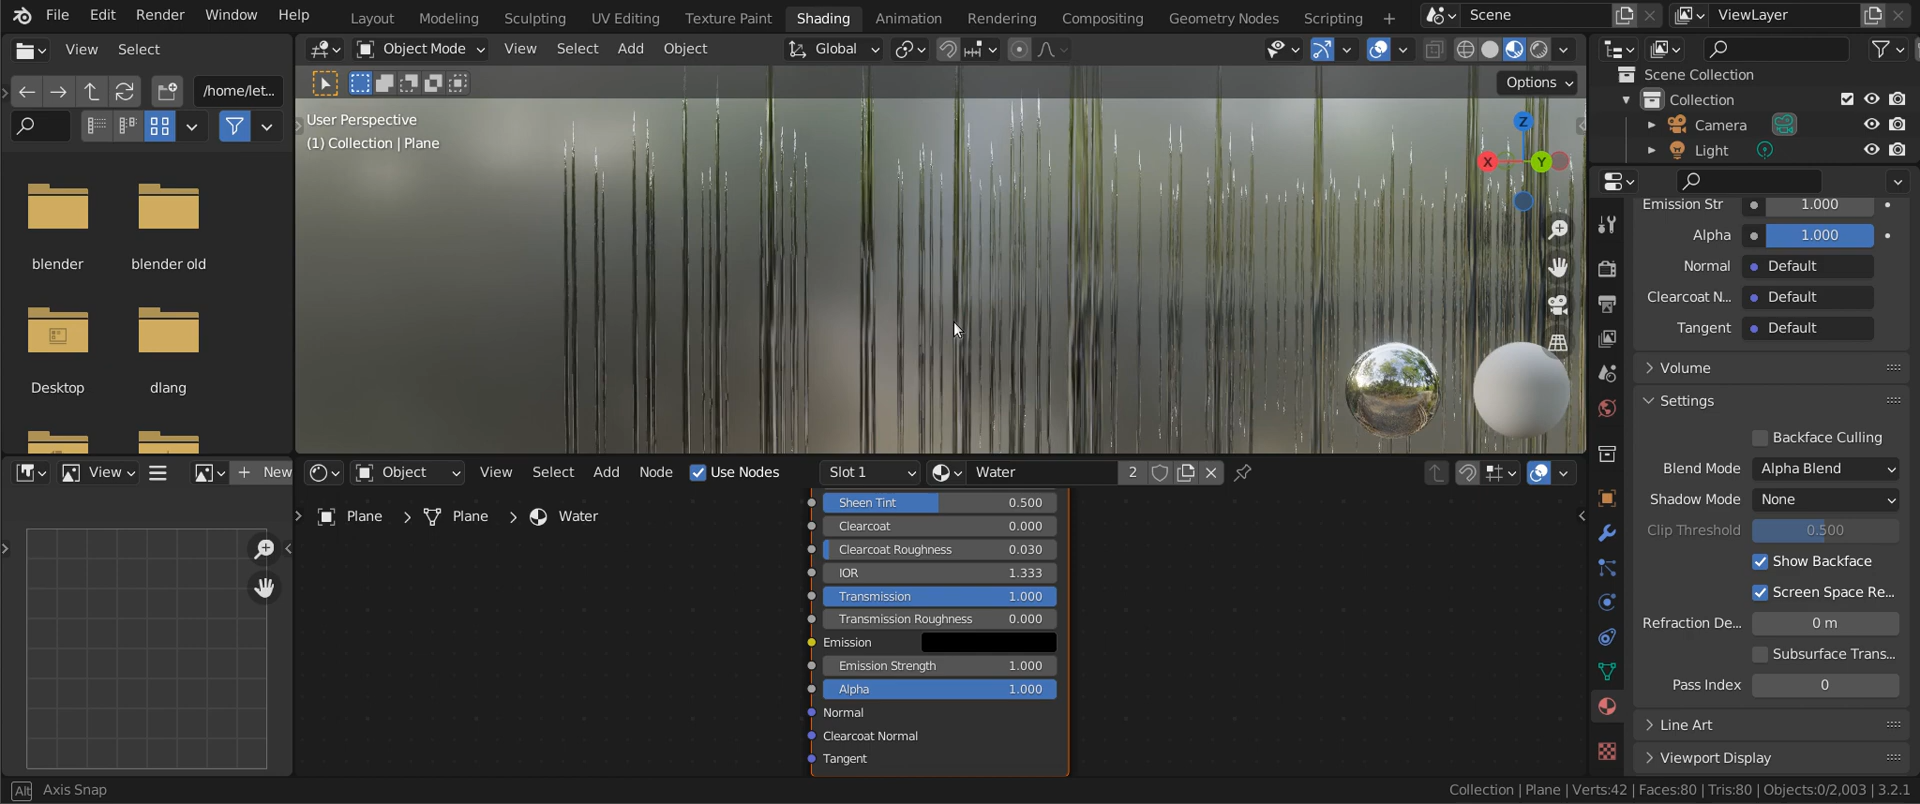 File Edit Render Window Help
Layout Modeling Sculpting UV Editing Texture Paint Shading Animation Rendering Compositing Geometry Nodes Scripting +
Scene
ViewLayer
View Select
/home/let...
blender
blender old
Desktop
dlang
Object Mode View Select Add Object Global
Options
User Perspective
(1) Collection | Plane
Z
X
Y
Scene Collection
Collection
Camera
Light
Emission Str 1.000
Alpha 1.000
Normal Default
Clearcoat N... Default
Tangent Default
Volume
Settings
Backface Culling
Blend Mode Alpha Blend
Shadow Mode None
Clip Threshold 0.500
Show Backface
Screen Space Re...
Refraction De... 0 m
Subsurface Trans...
Pass Index 0
Line Art
Viewport Display
View + New
Object View Select Add Node Use Nodes Slot 1 Water 2
Plane > Plane > Water
Sheen Tint 0.500
Clearcoat 0.000
Clearcoat Roughness 0.030
IOR 1.333
Transmission 1.000
Transmission Roughness 0.000
Emission
Emission Strength 1.000
Alpha 1.000
Normal
Clearcoat Normal
Tangent
Alt Axis Snap
Collection | Plane | Verts:42 | Faces:80 | Tris:80 | Objects:0/2,003 | 3.2.1